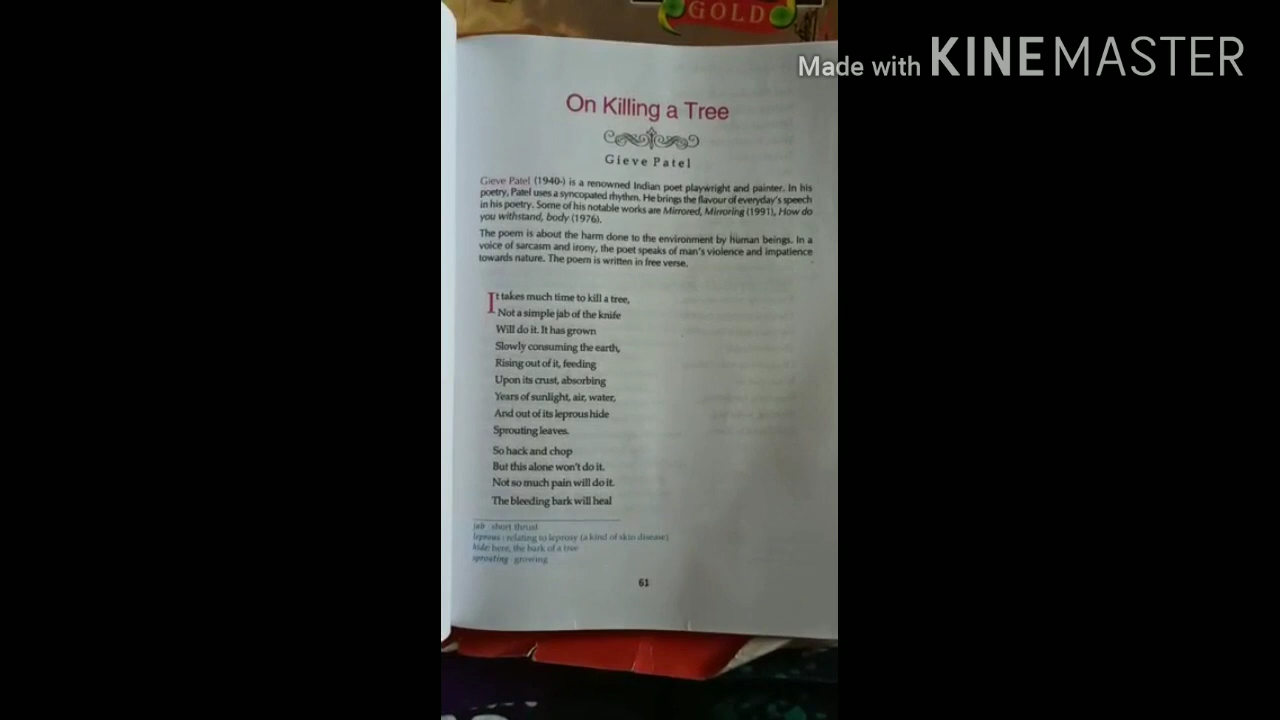 GOLD
Made with KINEMASTER
On Killing a Tree
Gieve Patel
Gieve Patel (1940-) is a renowned Indian poet playwright and painter. In his
poetry, Patel uses a syncopated rhythm. He brings the flavour of everyday's speech
in his poetry. Some of his notable works are Mirrored, Mirroring (1991), How do
you withstand, body (1976).
The poem is about the harm done to the environment by human beings. In a
voice of sarcasm and irony, the poet speaks of man's violence and impatience
towards nature. The poem is written in free verse.
It takes much time to kill a tree,
Not a simple jab of the knife
Will do it. It has grown
Slowly consuming the earth,
Rising out of it, feeding
Upon its crust, absorbing
Years of sunlight, air, water,
And out of its leprous hide
Sprouting leaves.
So hack and chop
But this alone won't do it.
Not so much pain will do it.
The bleeding bark will heal
jab : short thrust
leprous : relating to leprosy (a kind of skin disease)
hide: here, the bark of a tree
sprouting : growing
61